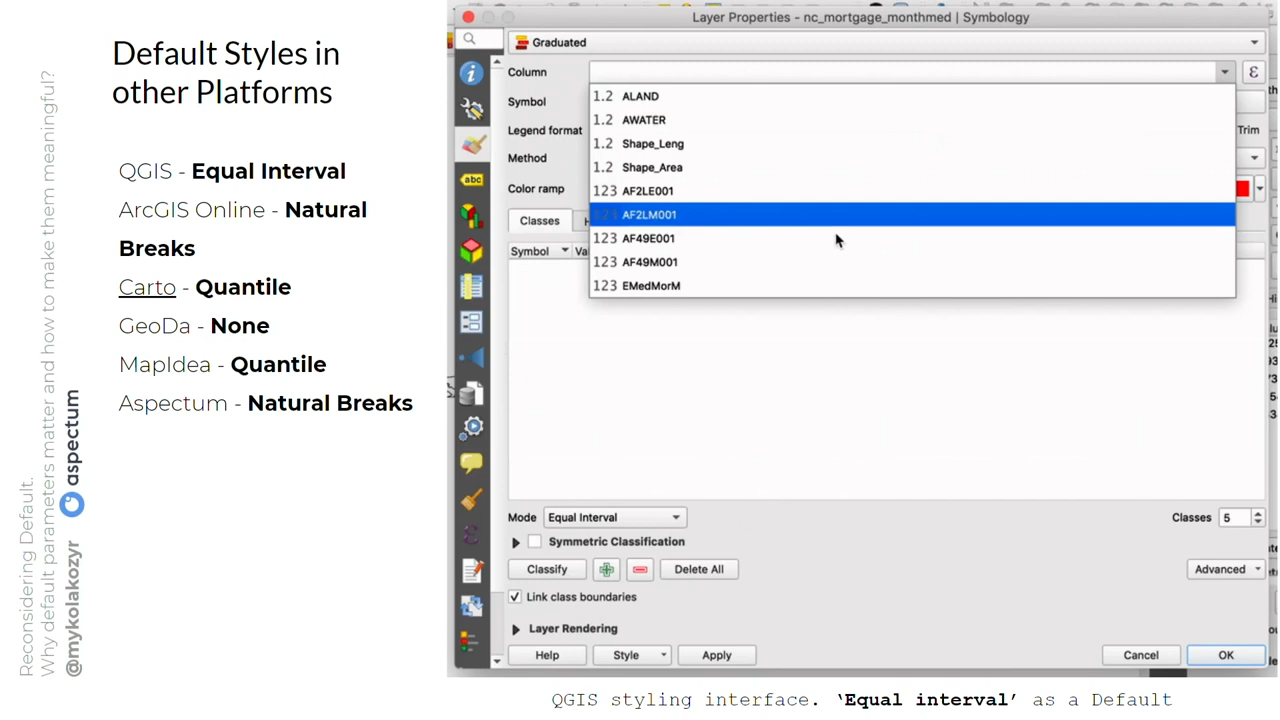 Default Styles in
other Platforms
QGIS - Equal Interval
ArcGIS Online - Natural
Breaks
Carto - Quantile
GeoDa - None
MapIdea - Quantile
Aspectum - Natural Breaks
Reconsidering Default.
Why default parameters matter and how to make them meaningful?
@mykolakozyr aspectum
Layer Properties - nc_mortgage_monthmed | Symbology
Graduated
Column
ε
1.2 ALAND
1.2 AWATER
1.2 Shape_Leng
1.2 Shape_Area
123 AF2LE001
123 AF2LM001
123 AF49E001
123 AF49M001
123 EMedMorM
Symbol
Legend format
Trim
Method
Color ramp
Classes
Symbol
abc
Mode Equal Interval
Classes 5
Symmetric Classification
Classify
Delete All
Advanced
Link class boundaries
Layer Rendering
Help
Style
Apply
Cancel
OK
QGIS styling interface. ‘Equal interval’ as a Default